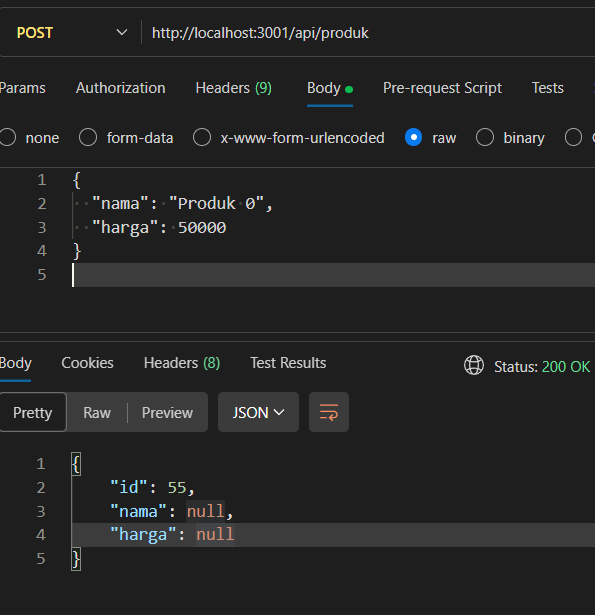 POST http://localhost:3001/api/produk
Params Authorization Headers (9) Body Pre-request Script Tests
none form-data x-www-form-urlencoded raw binary
1 {
2 "nama": "Produk 0",
3 "harga": 50000
4 }
5
Body Cookies Headers (8) Test Results Status: 200 OK
Pretty Raw Preview JSON
1 {
2 "id": 55,
3 "nama": null,
4 "harga": null
5 }